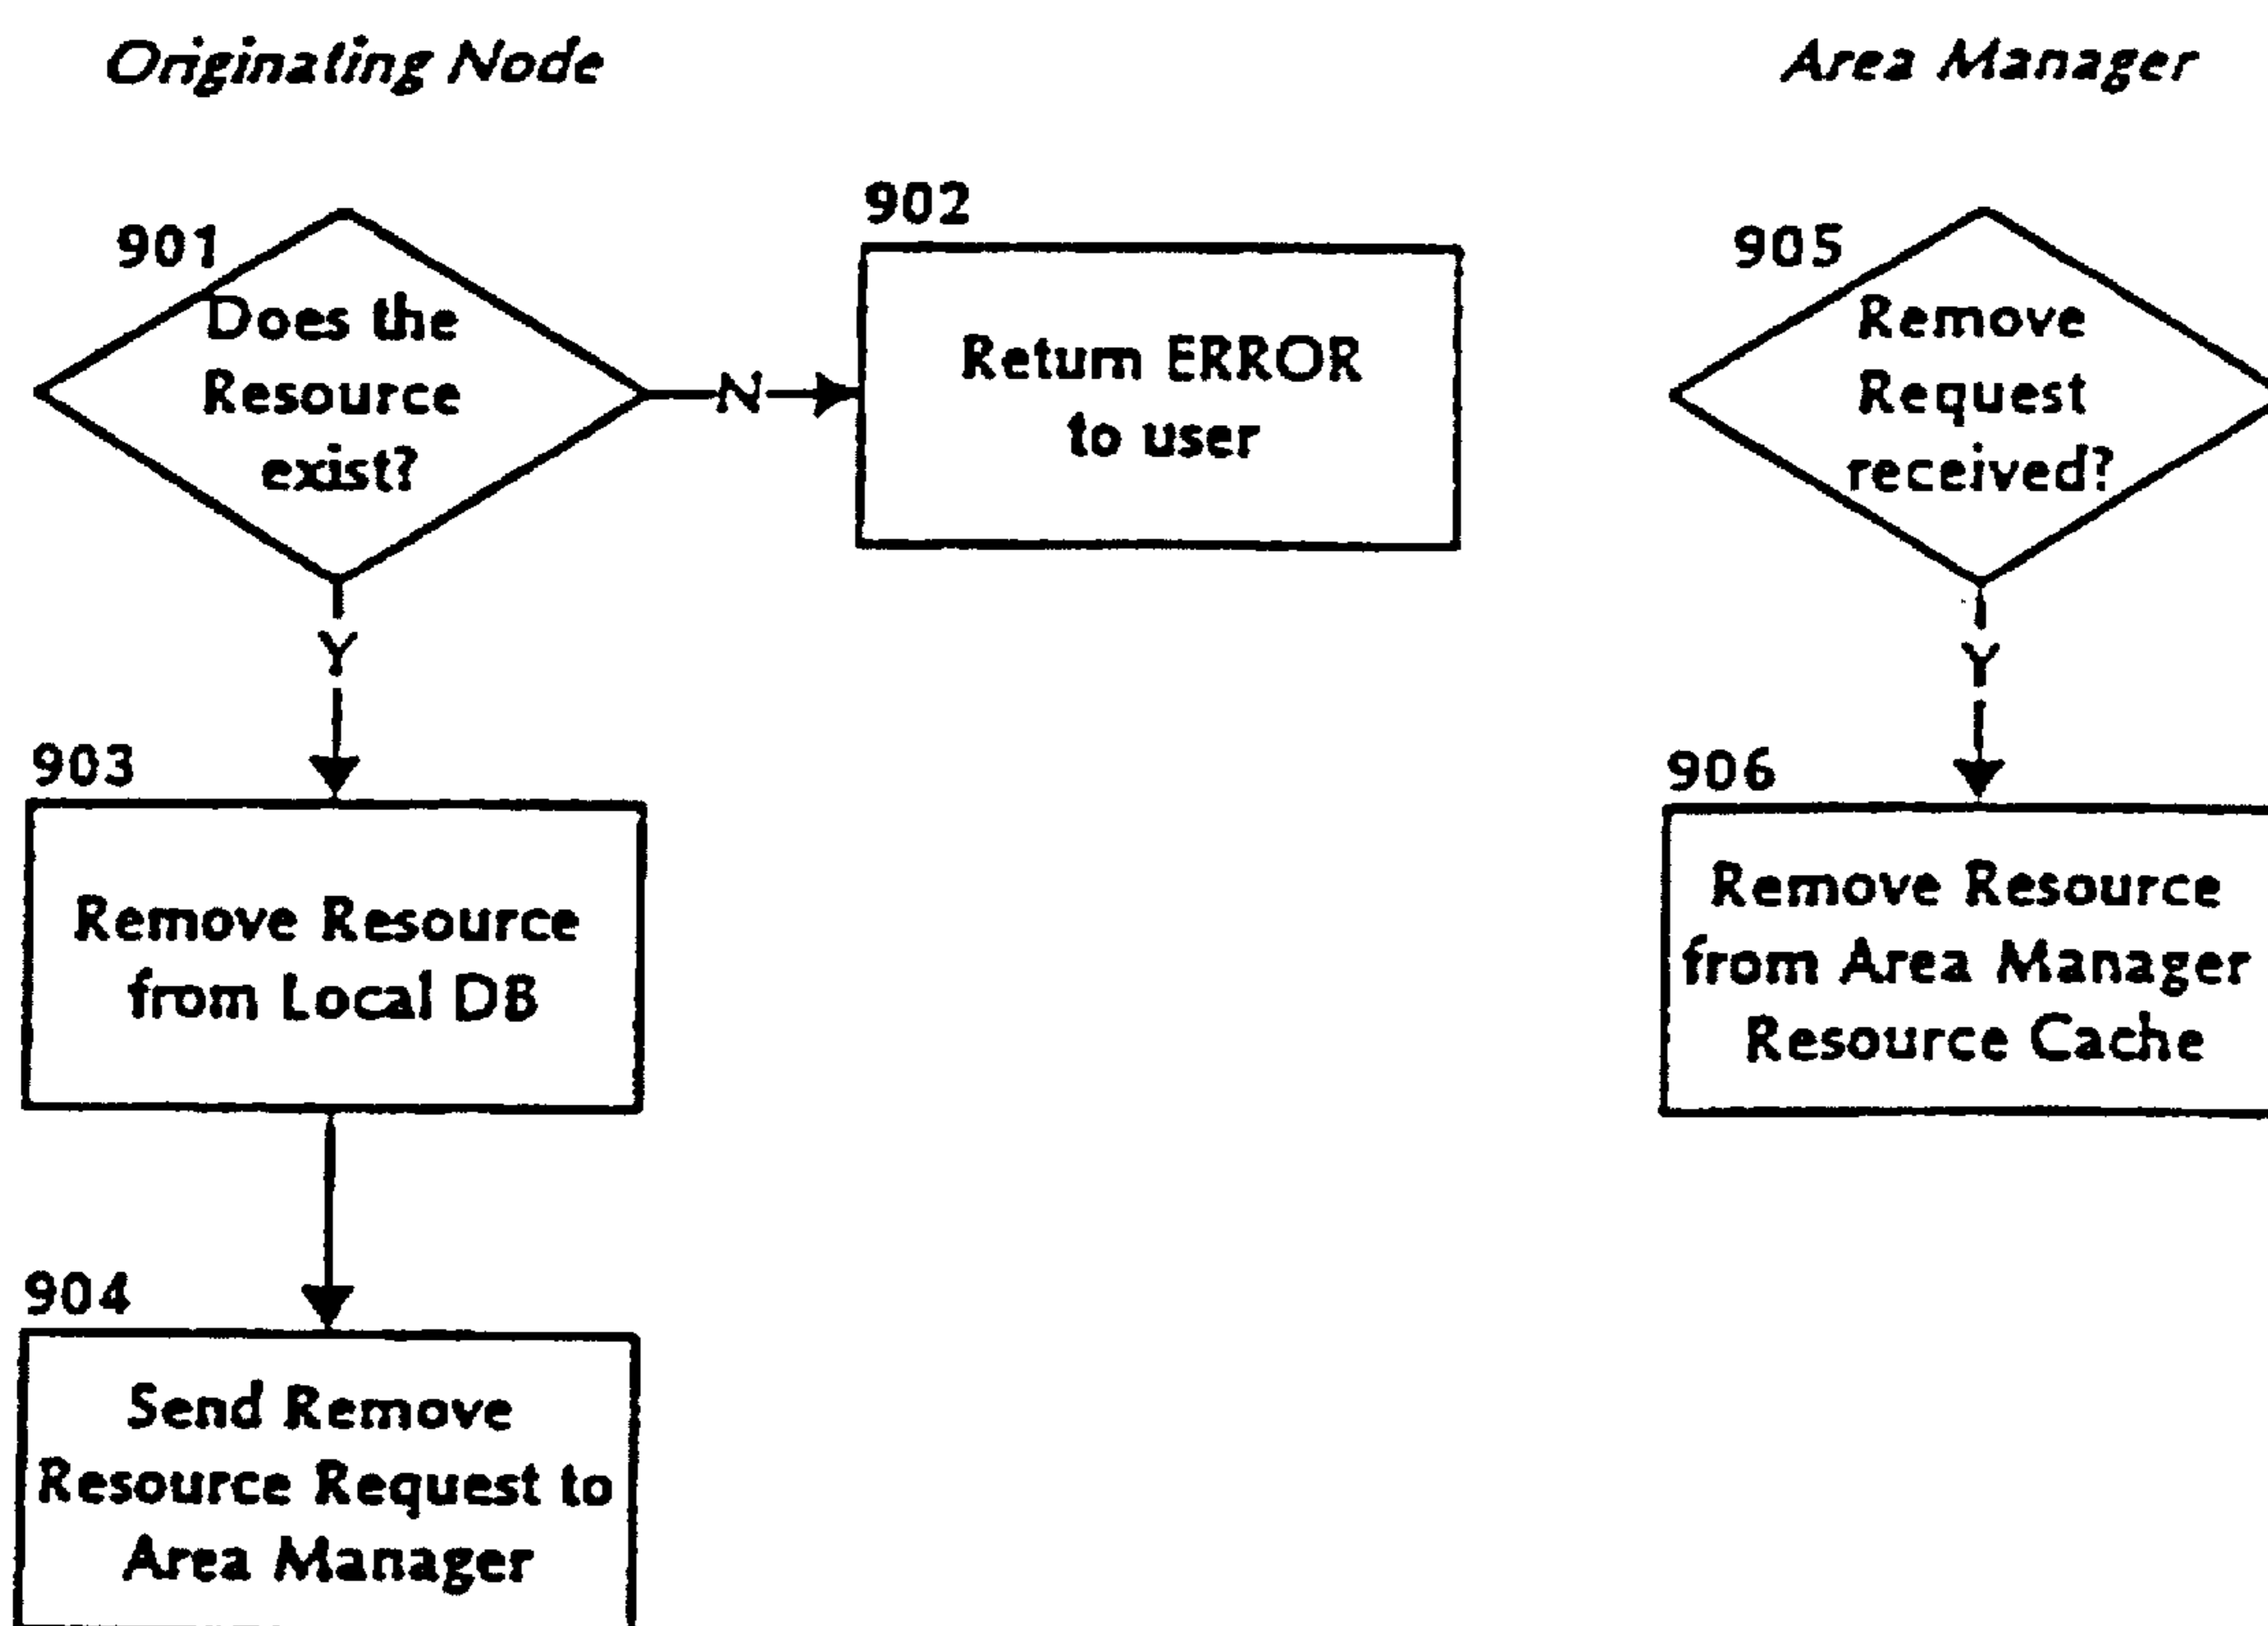 Originating Node
Area Manager
901
Does the
Resource
exist?
N
902
Return ERROR
to user
Y
903
Remove Resource
from Local DB
904
Send Remove
Resource Request to
Area Manager
905
Remove
Request
received?
Y
906
Remove Resource
from Area Manager
Resource Cache